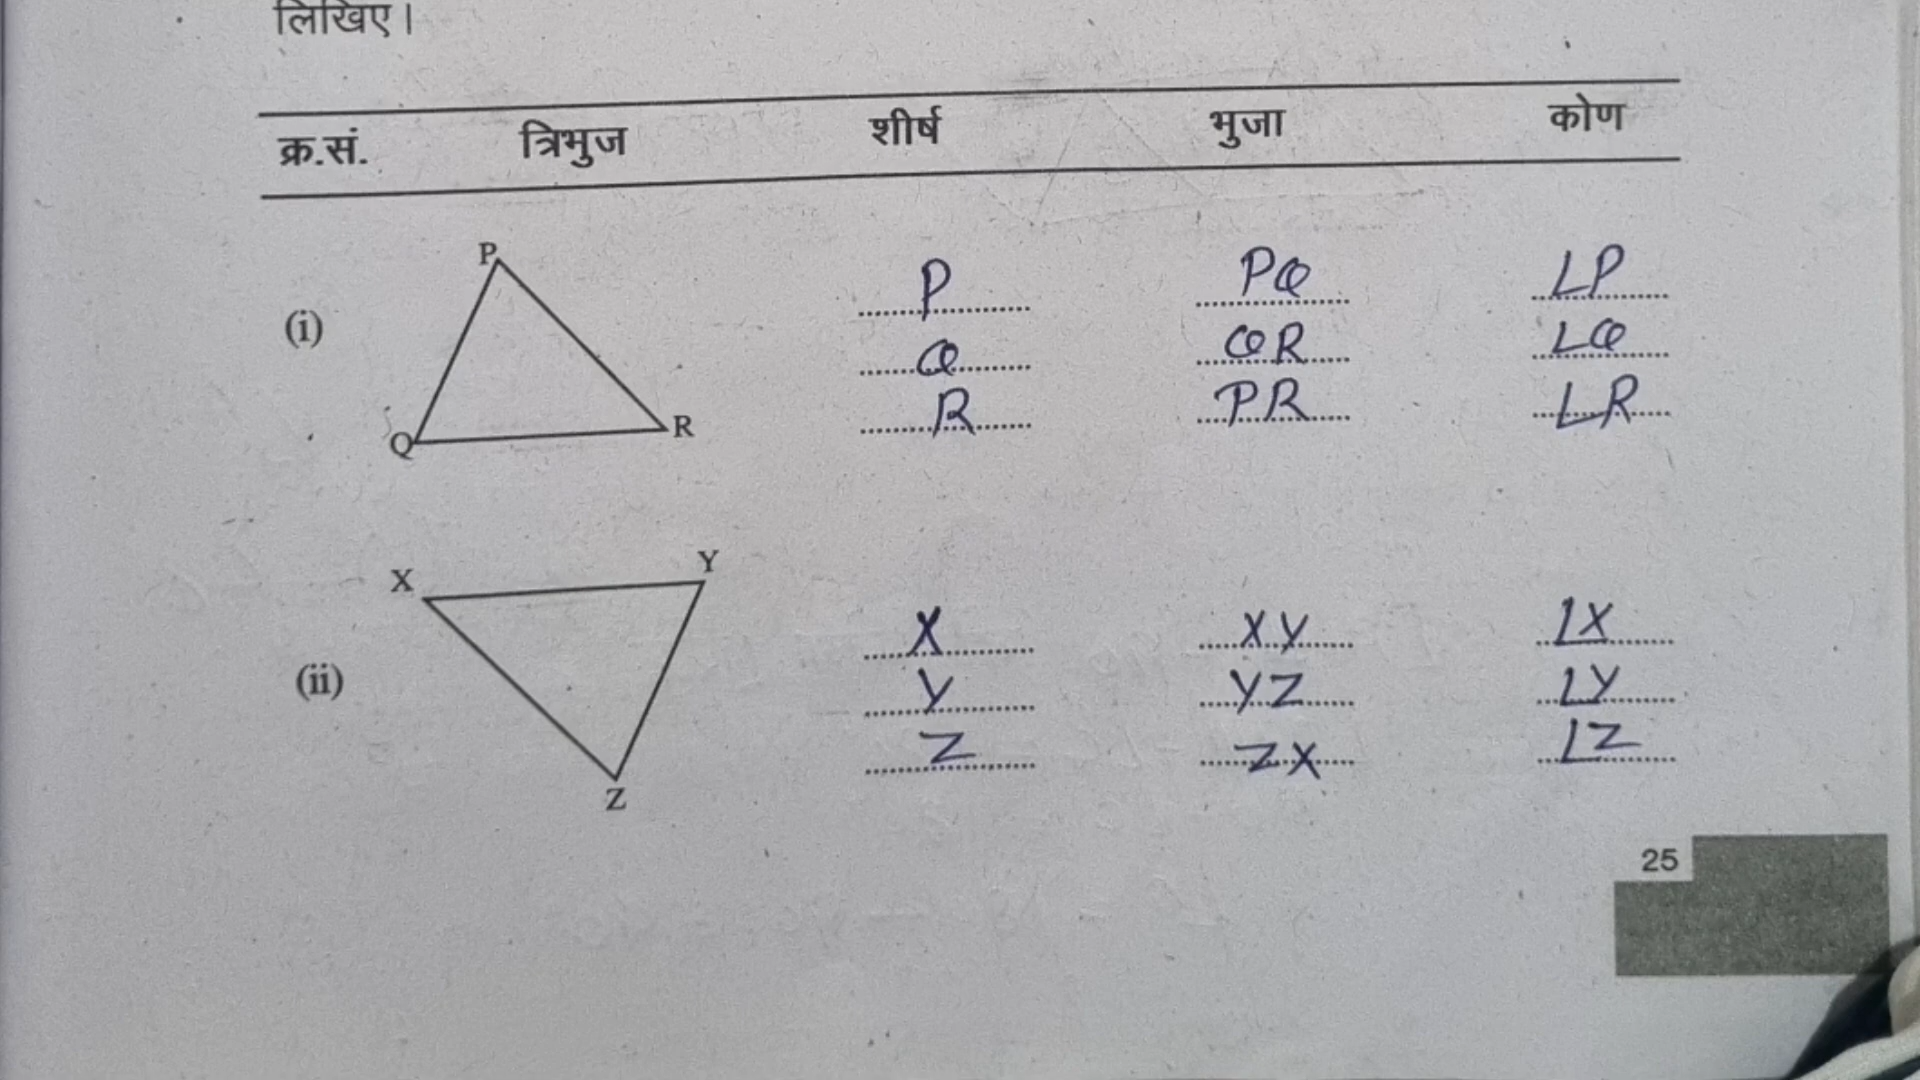 लिखिए।
क्र.सं. त्रिभुज शीर्ष भुजा कोण
P
(i)
Q R
P PQ ∠P
Q QR ∠Q
R PR ∠R
X Y
(ii)
Z
X XY ∠X
Y YZ ∠Y
Z ZX ∠Z
25